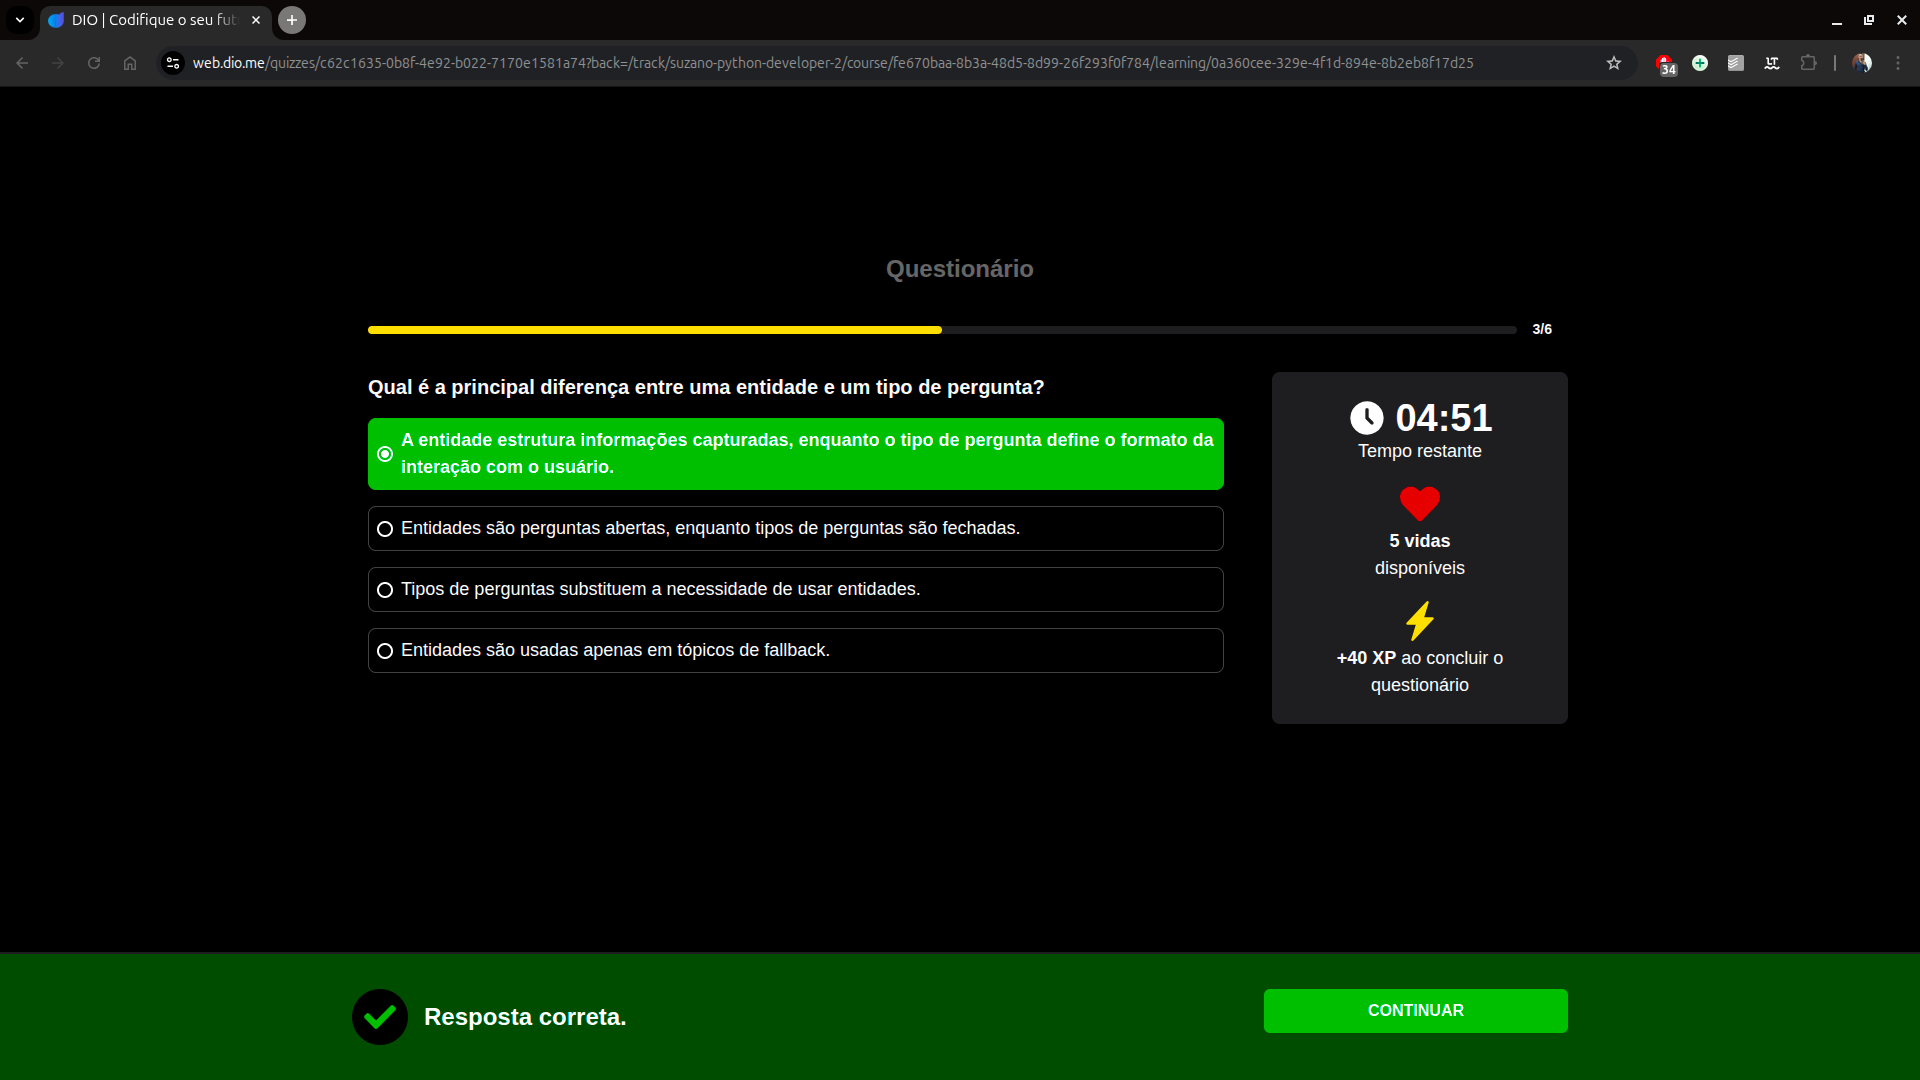 DIO | Codifique o seu fut
web.dio.me/quizzes/c62c1635-0b8f-4e92-b022-7170e1581a74?back=/track/suzano-python-developer-2/course/fe670baa-8b3a-48d5-8d99-26f293f0f784/learning/0a360cee-329e-4f1d-894e-8b2eb8f17d25
34
LT
Questionário
3/6
Qual é a principal diferença entre uma entidade e um tipo de pergunta?
A entidade estrutura informações capturadas, enquanto o tipo de pergunta define o formato da
interação com o usuário.
Entidades são perguntas abertas, enquanto tipos de perguntas são fechadas.
Tipos de perguntas substituem a necessidade de usar entidades.
Entidades são usadas apenas em tópicos de fallback.
04:51
Tempo restante
5 vidas
disponíveis
+40 XP ao concluir o
questionário
Resposta correta.
CONTINUAR